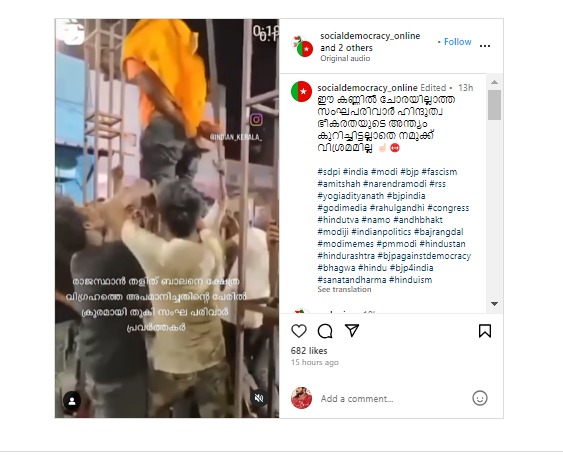 0:18
socialdemocracy_online
and 2 others
Original audio
• Follow
socialdemocracy_online Edited • 13h
ഈ കണ്ണിൽ ചോരയില്ലാത്ത
സംഘപരിവാർ ഹിന്ദുത്വ
ഭീകരതയുടെ അന്ത്യം
കുറിച്ചിട്ടല്ലാതെ നമുക്ക്
വിശ്രമമില്ല ☝🏻⛔
#sdpi #india #modi #bjp #fascism
#amitshah #narendramodi #rss
#yogiadityanath #bjpindia
#godimedia #rahulgandhi #congress
#hindutva #namo #andhbhakt
#modiji #indianpolitics #bajrangdal
#modimemes #pmmodi #hindustan
#hindurashtra #bjpagainstdemocracy
#bhagwa #hindu #bjp4india
#sanatandharma #hinduism
See translation
@INDIAN_KERALA_
രാജസ്ഥാൻ തളിത് ബാലനെ ക്ഷേത്ര
വിഗ്രഹത്തെ അപമാനിച്ചതിന്റെ പേരിൽ
ക്രൂരമായി തൂകി സംഘ പരിവാർ
പ്രവർത്തകർ
682 likes
15 hours ago
Add a comment...